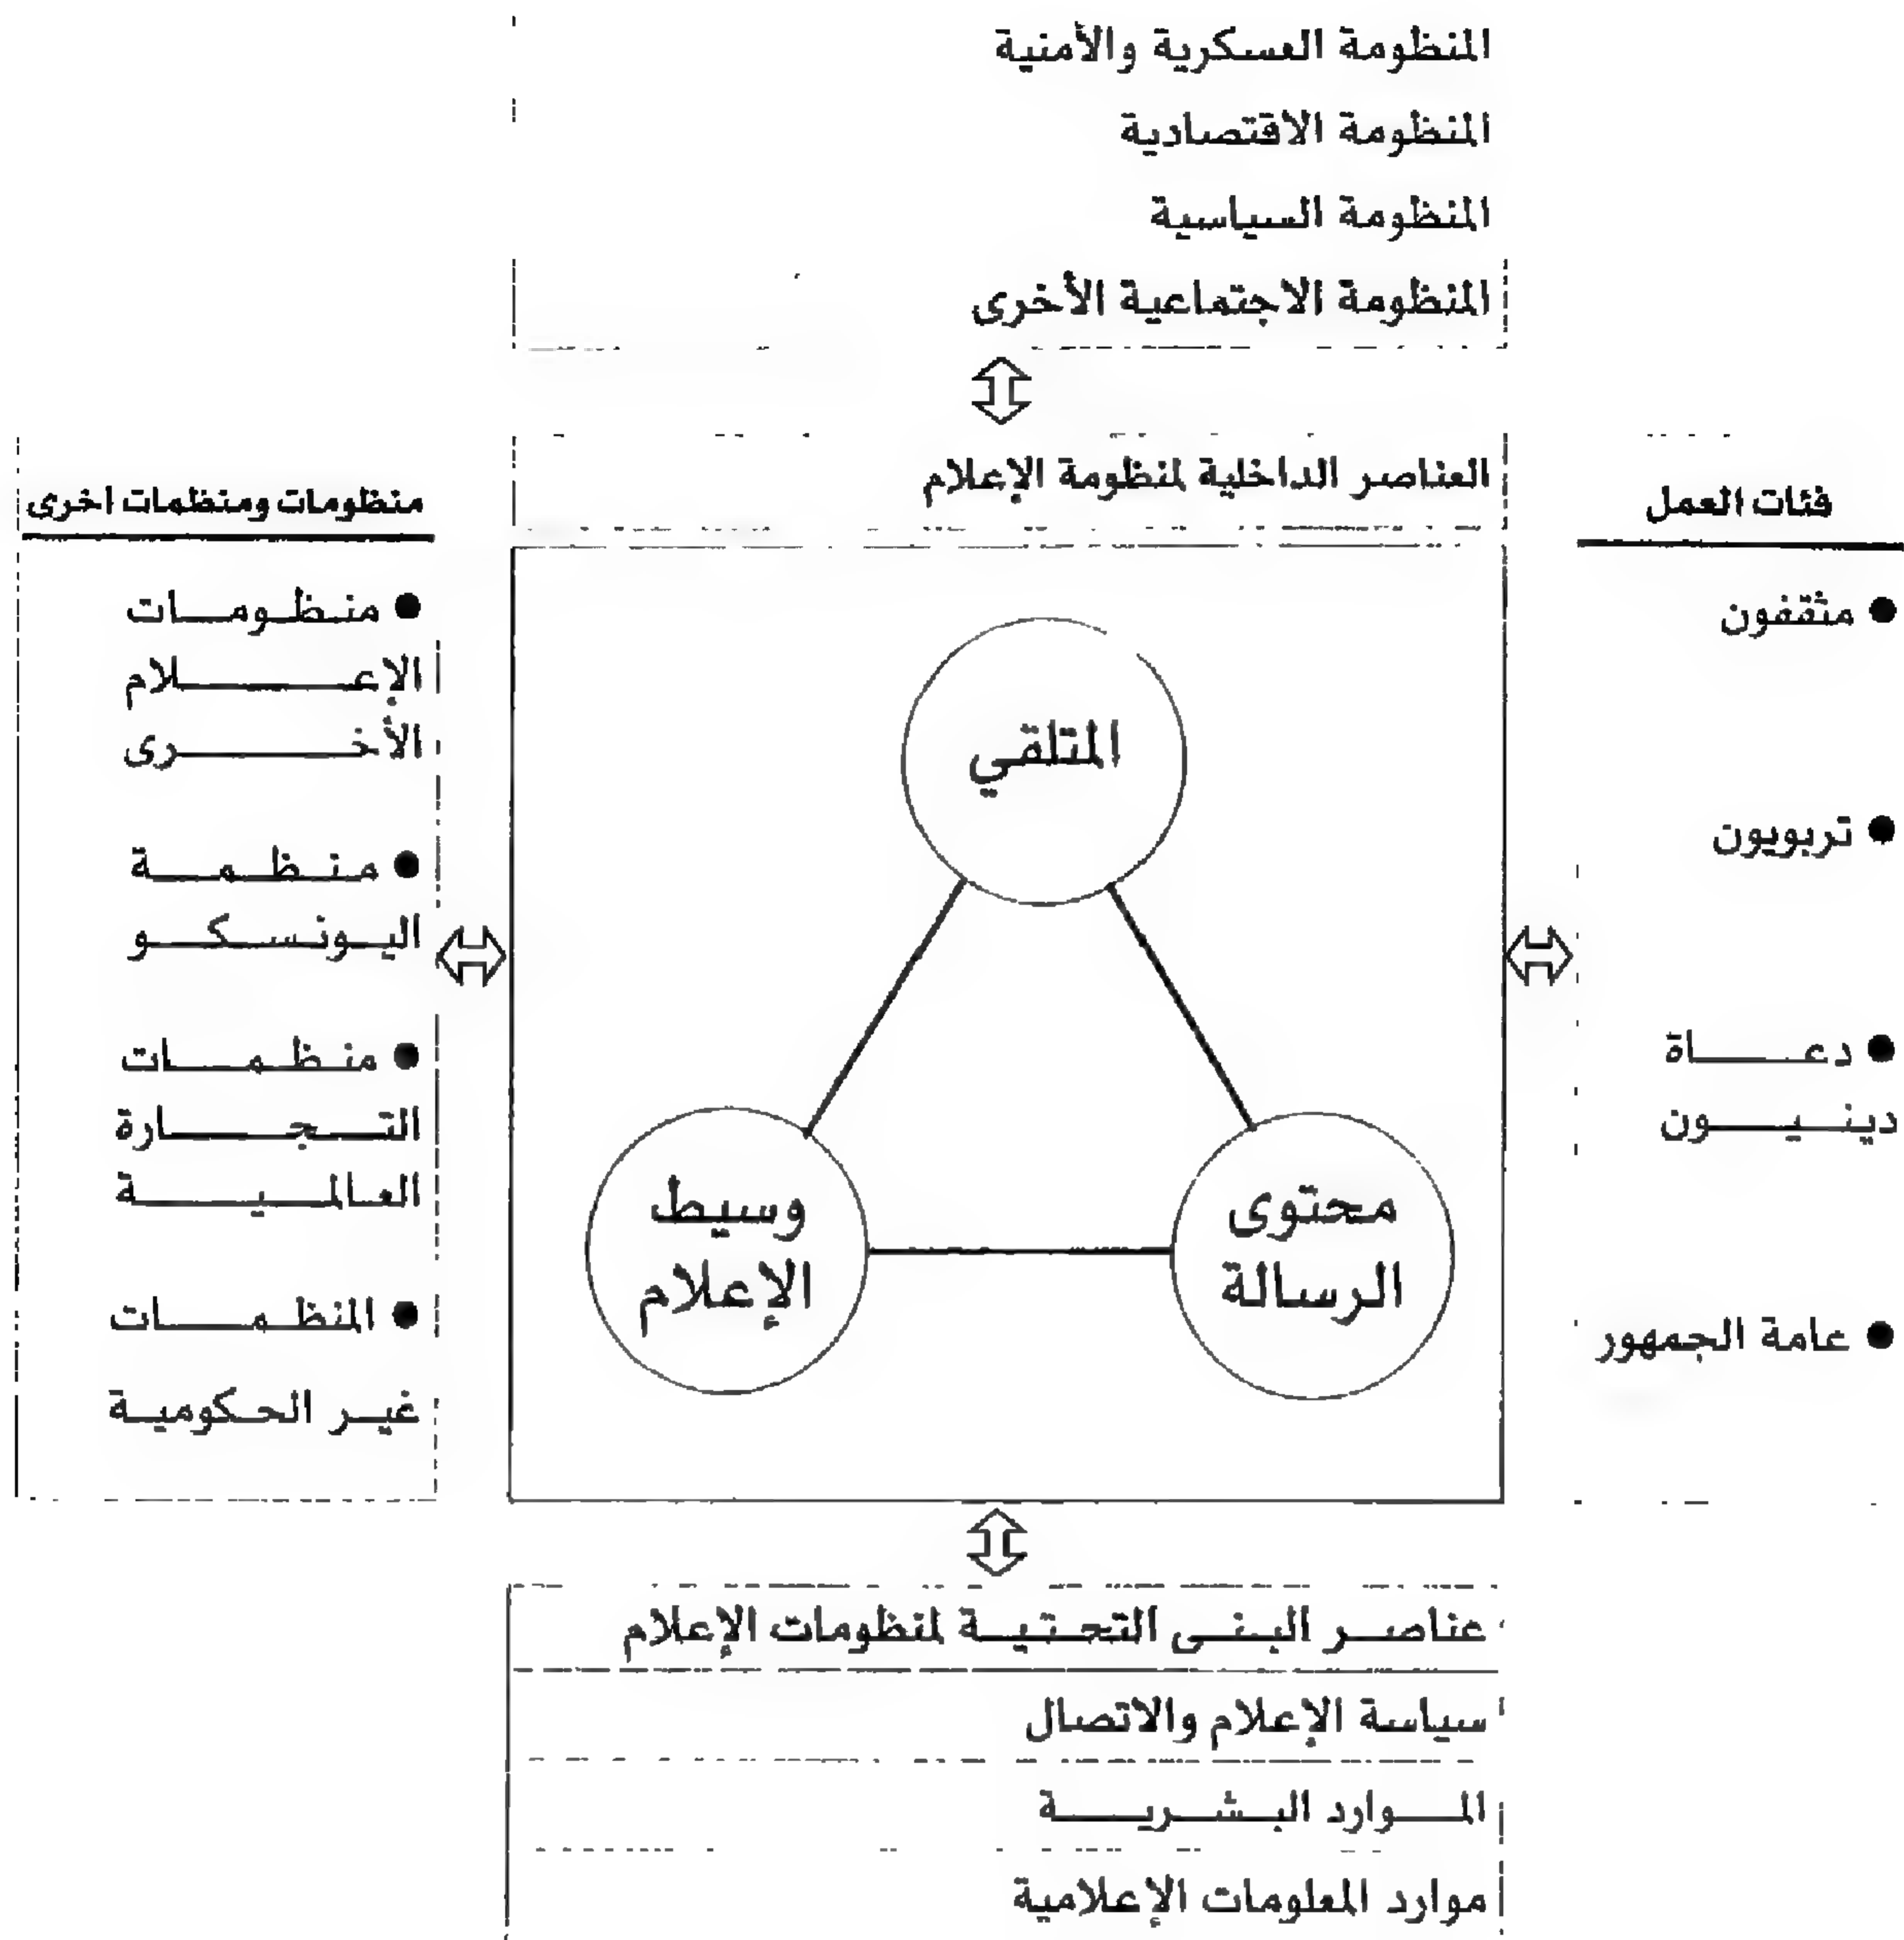 المنظومة العسكرية والأمنية
المنظومة الاقتصادية
المنظومة السياسية
المنظومة الاجتماعية الأخرى
العناصر الداخلية لمنظومة الإعلام
فئات العمل
● مثقفون
● تربويون
● دعاة
دينيون
● عامة الجمهور
المتلقي
محتوى
الرسالة
وسيط
الإعلام
منظومات ومنظمات اخرى
● منظومات
الإعلام
الأخرى
● منظمة
اليونسكو
● منظمات
التجارة
العالمية
● المنظمات
غير الحكومية
عناصر البنى التحتية لمنظومات الإعلام
سياسة الإعلام والاتصال
الموارد البشرية
موارد المعلومات الإعلامية